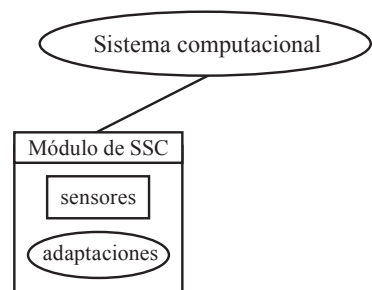 Sistema computacional
Módulo de SSC
sensores
adaptaciones